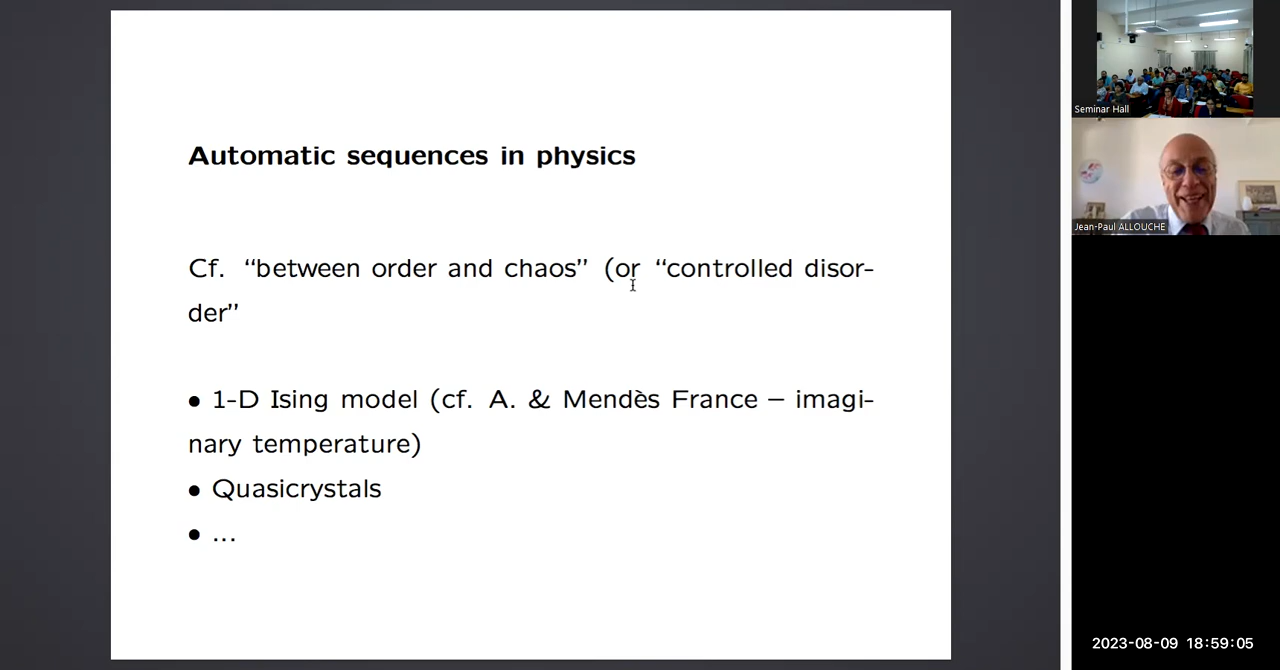 Automatic sequences in physics
Cf. “between order and chaos” (or “controlled disor-
der”
• 1-D Ising model (cf. A. & Mendès France – imagi-
nary temperature)
• Quasicrystals
• ...
Seminar Hall
Jean-Paul ALLOUCHE
2023-08-09 18:59:05